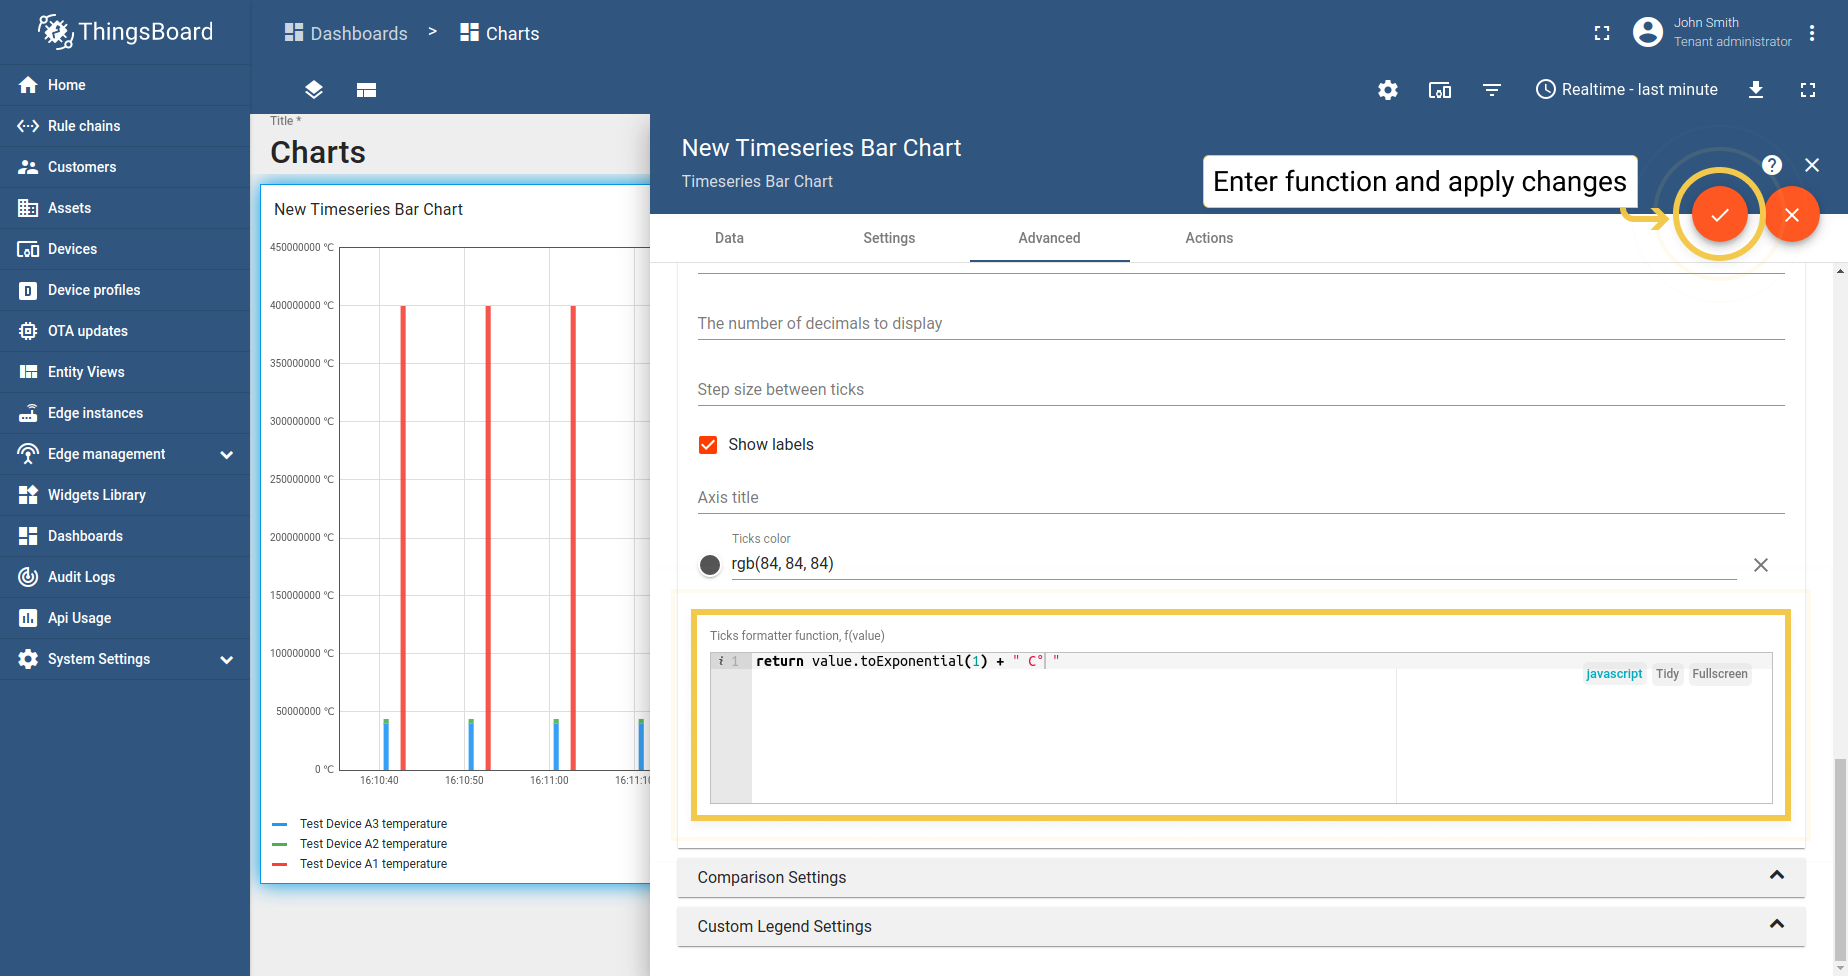 ThingsBoard
Dashboards > Charts
John Smith
Tenant administrator
Home
Rule chains
Customers
Assets
Devices
Device profiles
OTA updates
Entity Views
Edge instances
Edge management
Widgets Library
Dashboards
Audit Logs
Api Usage
System Settings
Realtime - last minute
Title *
Charts
New Timeseries Bar Chart
450000000 °C
400000000 °C
350000000 °C
300000000 °C
250000000 °C
200000000 °C
150000000 °C
100000000 °C
50000000 °C
0 °C
16:10:40 16:10:50 16:11:00 16:11:10
Test Device A3 temperature
Test Device A2 temperature
Test Device A1 temperature
New Timeseries Bar Chart
Timeseries Bar Chart
Enter function and apply changes
Data Settings Advanced Actions
The number of decimals to display
Step size between ticks
Show labels
Axis title
Ticks color
rgb(84, 84, 84)
Ticks formatter function, f(value)
i 1 return value.toExponential(1) + " C° "
javascript Tidy Fullscreen
Comparison Settings
Custom Legend Settings